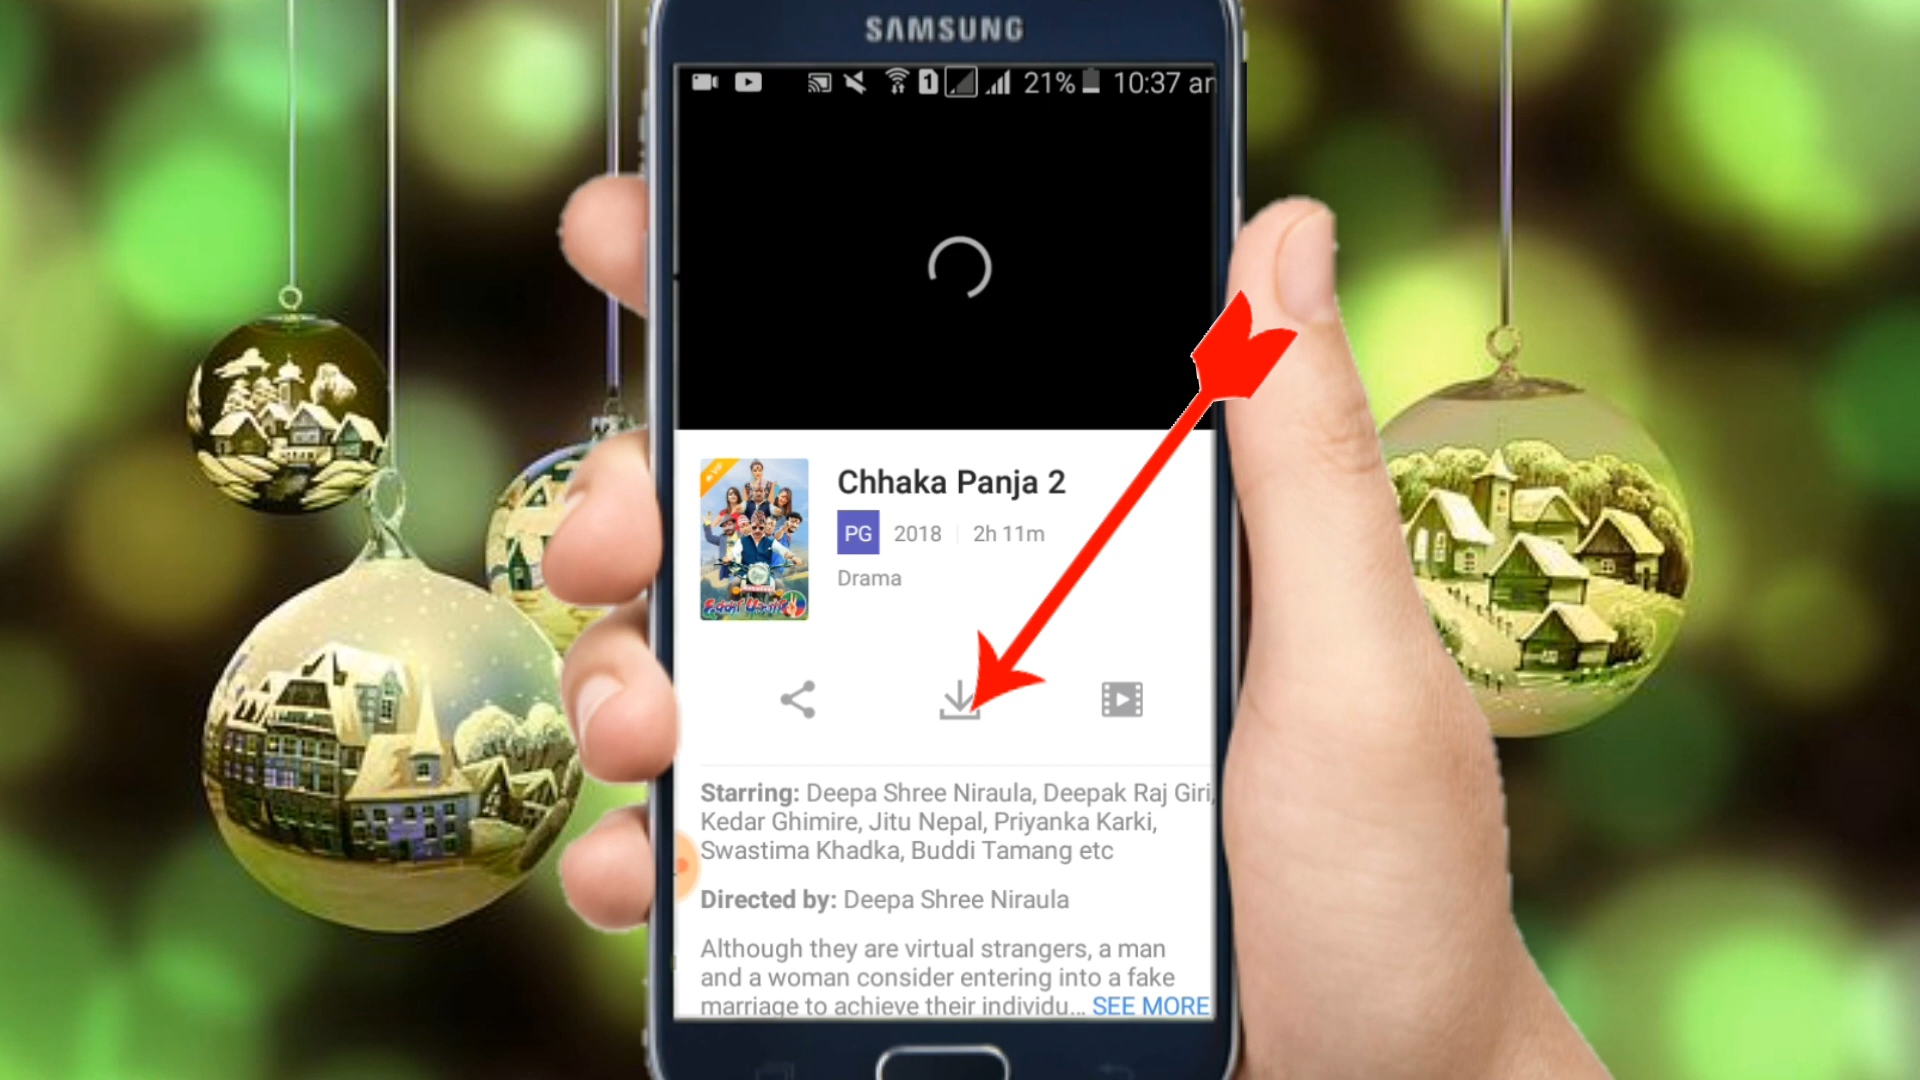 SAMSUNG
1 21% 10:37 am
Chhaka Panja 2
PG 2018 2h 11m
Drama
Starring: Deepa Shree Niraula, Deepak Raj Giri,
Kedar Ghimire, Jitu Nepal, Priyanka Karki,
Swastima Khadka, Buddi Tamang etc
Directed by: Deepa Shree Niraula
Although they are virtual strangers, a man
and a woman consider entering into a fake
marriage to achieve their individu... SEE MORE